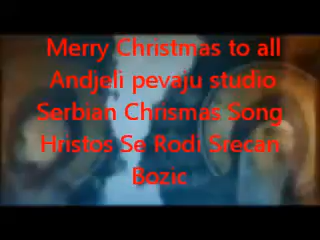 Merry Christmas to all
Andjeli pevaju studio
Serbian Chrismas Song
Hristos Se Rodi Srecan
Bozic